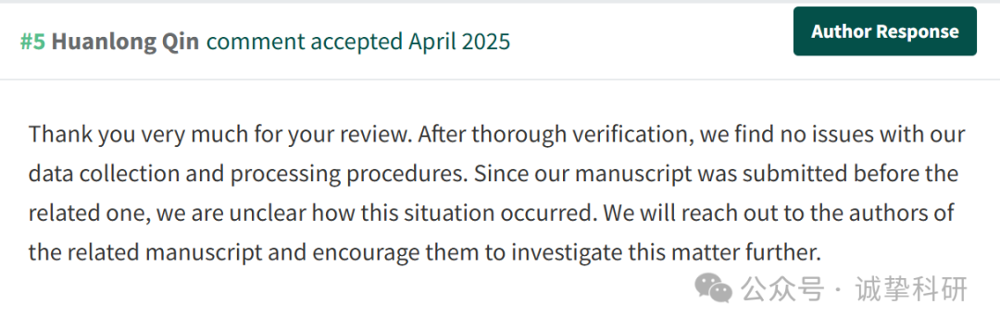 #5 Huanlong Qin comment accepted April 2025
Author Response
Thank you very much for your review. After thorough verification, we find no issues with our
data collection and processing procedures. Since our manuscript was submitted before the
related one, we are unclear how this situation occurred. We will reach out to the authors of
the related manuscript and encourage them to investigate this matter further.
公众号 · 诚挚科研